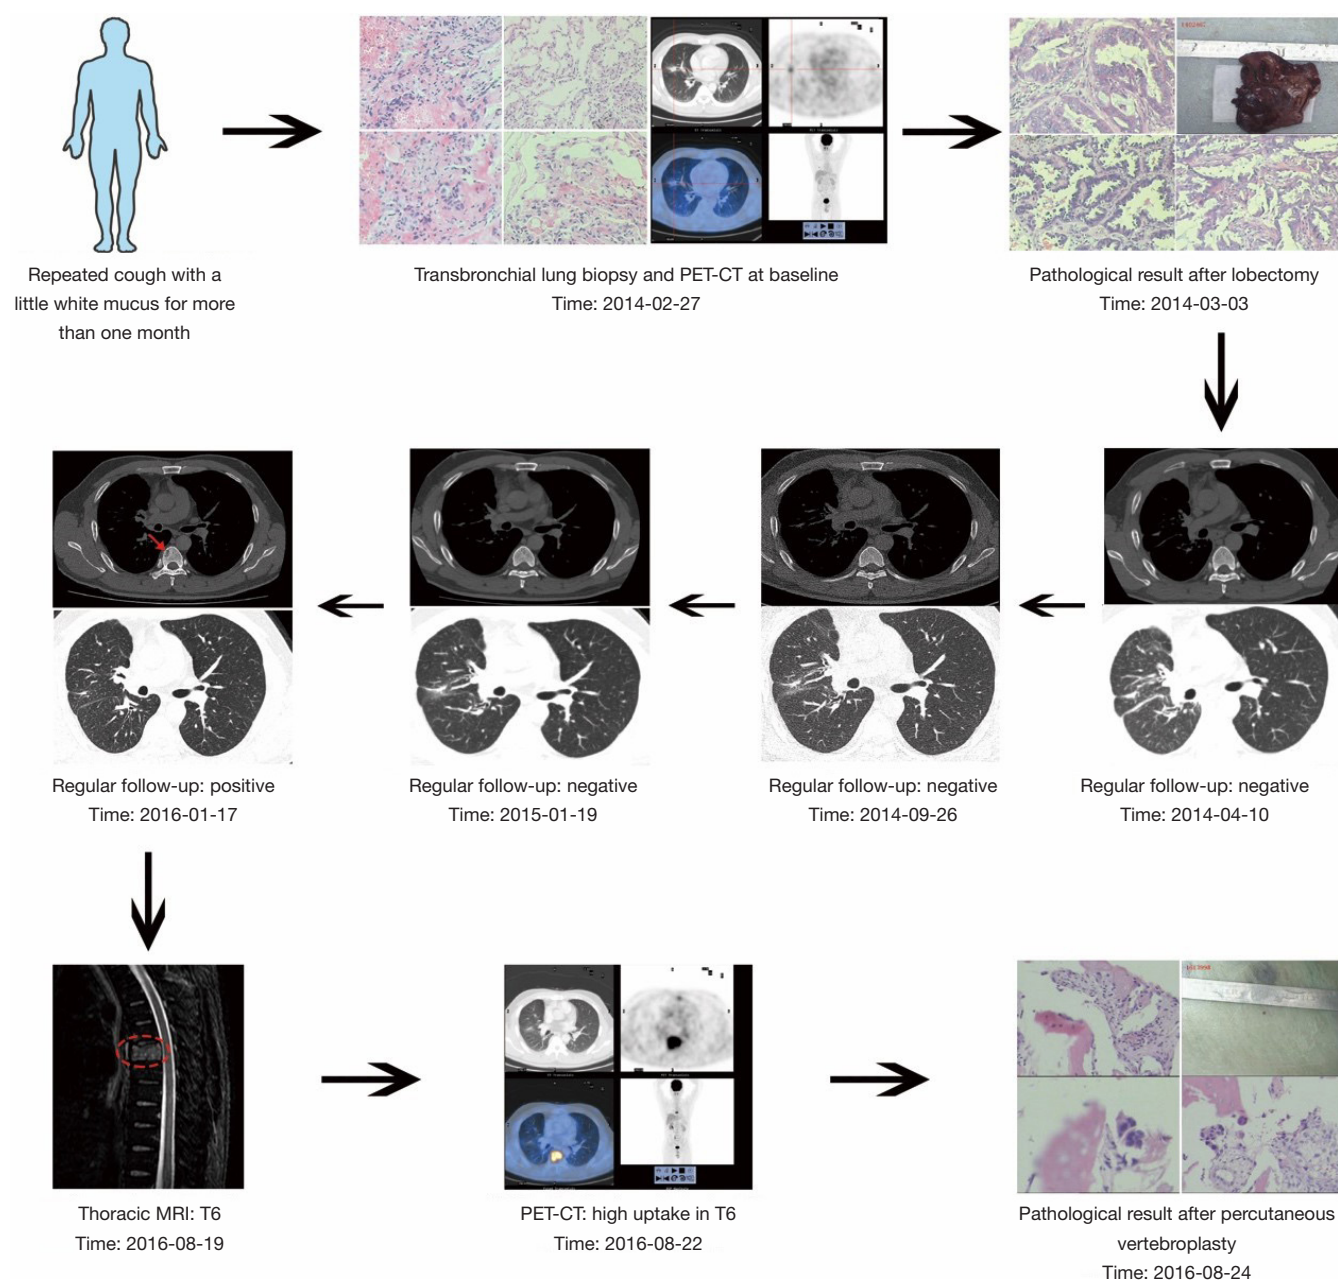 Repeated cough with a
little white mucus for more
than one month
Transbronchial lung biopsy and PET-CT at baseline
Time: 2014-02-27
Pathological result after lobectomy
Time: 2014-03-03
Regular follow-up: positive
Time: 2016-01-17
Regular follow-up: negative
Time: 2015-01-19
Regular follow-up: negative
Time: 2014-09-26
Regular follow-up: negative
Time: 2014-04-10
Thoracic MRI: T6
Time: 2016-08-19
PET-CT: high uptake in T6
Time: 2016-08-22
Pathological result after percutaneous
vertebroplasty
Time: 2016-08-24